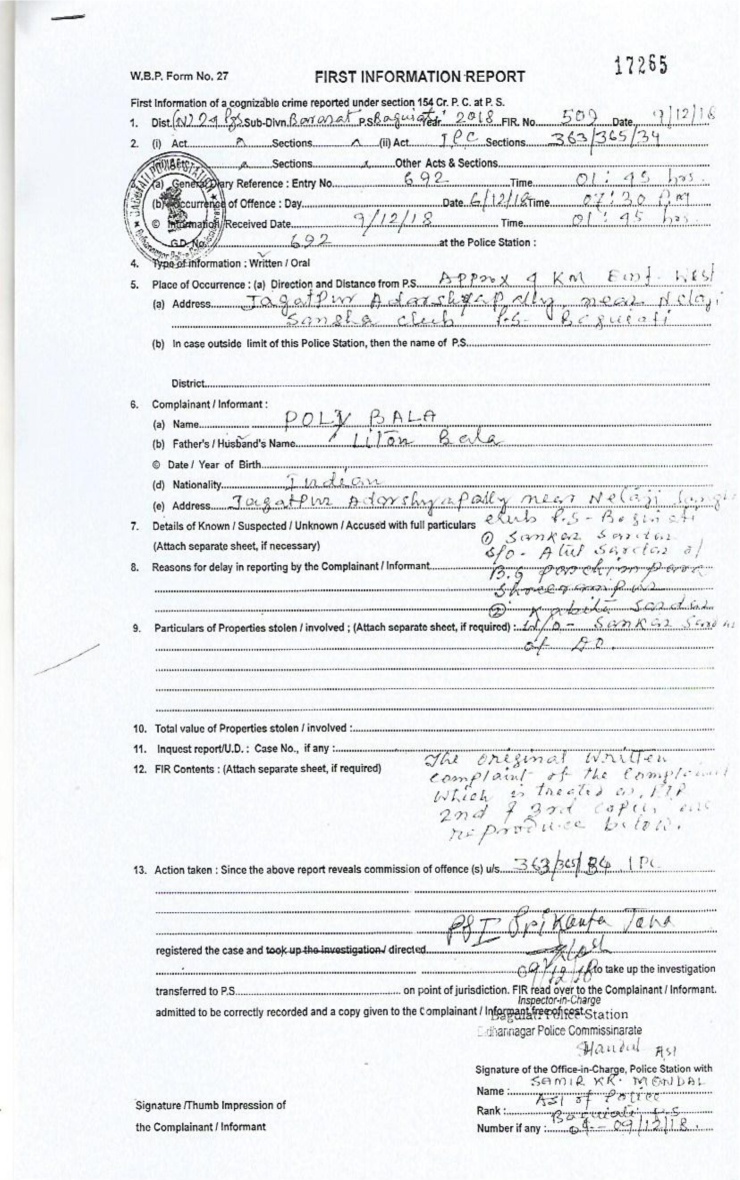 17265
W.B.P. Form No. 27 FIRST INFORMATION REPORT
First Information of a cognizable crime reported under section 154 Cr. P. C. at P. S.
1. Dist. (N) 24 Pgs Sub-Divn. Barasat P.S. Baguiati Year 2018 FIR. No. 509 Date 9/12/18
2. (i) Act Sections (ii) Act IPC Sections 363/365/34
Sections Other Acts & Sections
(a) General Diary Reference : Entry No. 692 Time 01:45 hrs.
(b) Occurrence of Offence : Day Date 6/12/18 Time 07:30 PM
© Information Received Date 9/12/18 Time 01:45 hrs.
G.D. No. 692 at the Police Station :
4. Type of information : Written / Oral
5. Place of Occurrence : (a) Direction and Distance from P.S. Approx 4 KM East-West
(a) Address Jagatpur Adarshyapally near Netaji
Sangha club P.S- Baguiati
(b) In case outside limit of this Police Station, then the name of P.S.
District
6. Complainant / Informant :
(a) Name POLY BALA
(b) Father's / Husband's Name Liton Bala
© Date / Year of Birth
(d) Nationality Indian
(e) Address Jagatpur Adarshyapally near Netaji Sangha
club P.S- Baguiati
7. Details of Known / Suspected / Unknown / Accused with full particulars
① Sankar Sardar
(Attach separate sheet, if necessary)
S/o- Atul Sardar of
8. Reasons for delay in reporting by the Complainant / Informant
B.G paschimpara
Shreerampur
② Kabita Sardar
9. Particulars of Properties stolen / involved ; (Attach separate sheet, if required) : W/o- Sankar Sardar
of DO.
10. Total value of Properties stolen / involved :
11. Inquest report/U.D. : Case No., if any :
12. FIR Contents : (Attach separate sheet, if required)
The original written
complaint of the complainant
which is treated as FIR
2nd & 3rd copies are
reproduce below.
13. Action taken : Since the above report reveals commission of offence (s) u/s. 363/365/34 IPC
PSI Srikanta Jana
registered the case and took up the investigation / directed
09/12/18 to take up the investigation
transferred to P.S. on point of jurisdiction. FIR read over to the Complainant / Informant.
Inspector-in-Charge
admitted to be correctly recorded and a copy given to the Complainant / Informant free of cost
Baguiati Police Station
Bidhannagar Police Commissinarate
Mandal ASI
Signature of the Office-in-Charge, Police Station with
Name : SAMIR KR. MONDAL
Signature /Thumb Impression of
Rank : ASI of Police
Baguiati P.S
the Complainant / Informant
Number if any : 09/12/18.